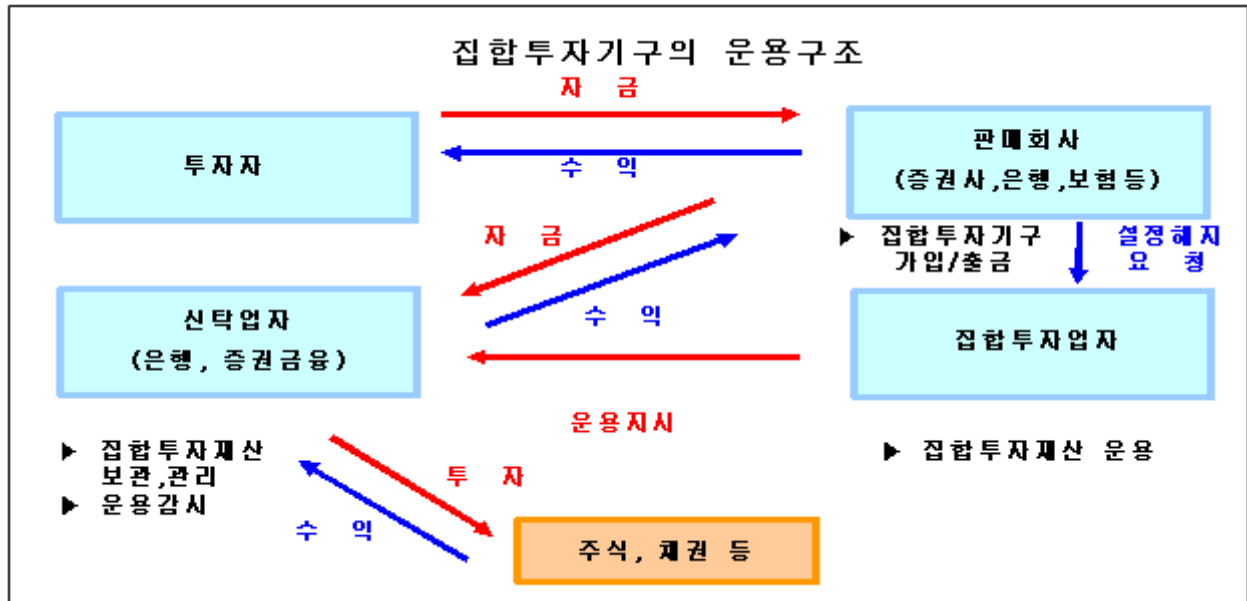 집합투자기구의 운용구조
자 금
투자자
수 익
판매회사
(증권사,은행,보험등)
자 금
▶ 집합투자기구
가입/출금
설정해지
요 청
신탁업자
(은행, 증권금융)
수 익
집합투자업자
운용지시
▶ 집합투자재산
보관,관리
▶ 운용감시
▶ 집합투자재산 운용
투 자
수 익
주식, 채권 등